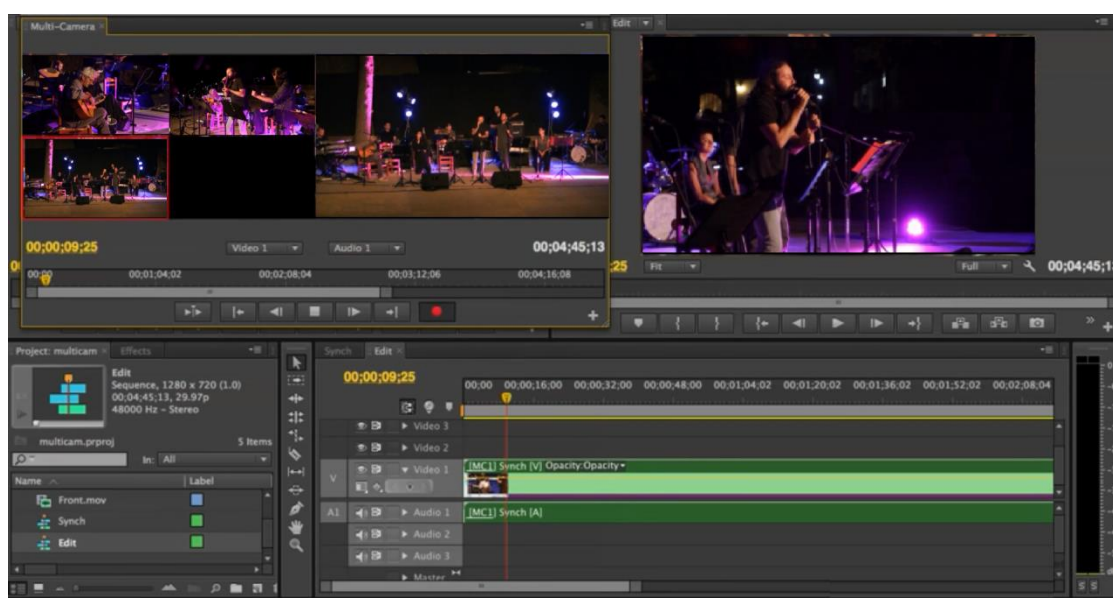 Multi-Camera
Edit
00;00;09;25
Video 1
Audio 1
00;04;45;13
00;00
00;01;04;02
00;02;08;04
00;03;12;06
00;04;16;08
;25
Fit
Full
00;04;45;1
Project: multicam
Effects
Edit
Sequence, 1280 x 720 (1.0)
00;04;45;13, 29.97p
48000 Hz - Stereo
multicam.prproj
5 Items
In: All
Name
Label
Front.mov
Synch
Edit
Synch
Edit
00;00;09;25
00;00 00;00;16;00 00;00;32;00 00;00;48;00 00;01;04;02 00;01;20;02 00;01;36;02 00;01;52;02 00;02;08;04
Video 3
Video 2
V
Video 1
[MC1] Synch [V] Opacity:Opacity
A1
Audio 1
[MC1] Synch [A]
Audio 2
Audio 3
Master
S S